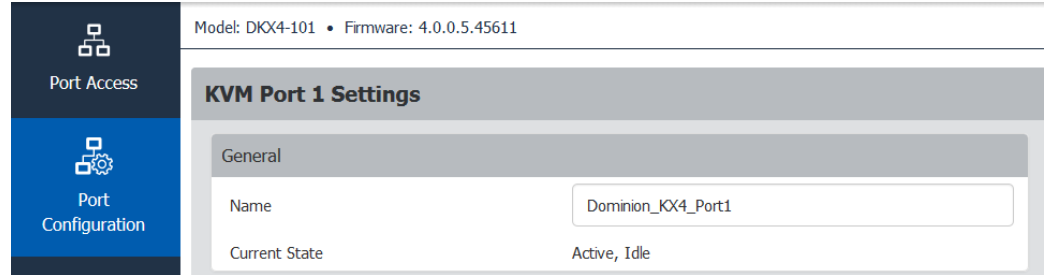 Model: DKX4-101 • Firmware: 4.0.0.5.45611
Port Access
Port
Configuration
KVM Port 1 Settings
General
Name
Dominion_KX4_Port1
Current State
Active, Idle